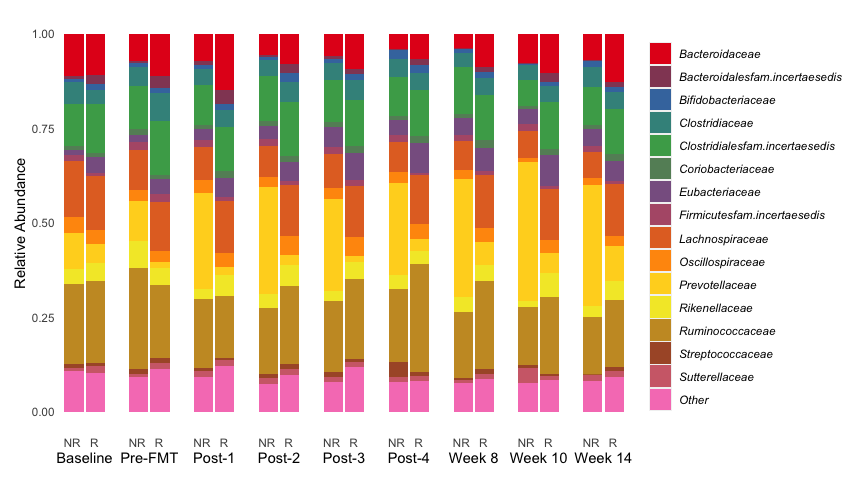 Relative Abundance
1.00
0.75
0.50
0.25
0.00
NR R NR R NR R NR R NR R NR R NR R NR R NR R
Baseline Pre-FMT Post-1 Post-2 Post-3 Post-4 Week 8 Week 10 Week 14
Bacteroidaceae
Bacteroidalesfam.incertaesedis
Bifidobacteriaceae
Clostridiaceae
Clostridialesfam.incertaesedis
Coriobacteriaceae
Eubacteriaceae
Firmicutesfam.incertaesedis
Lachnospiraceae
Oscillospiraceae
Prevotellaceae
Rikenellaceae
Ruminococcaceae
Streptococcaceae
Sutterellaceae
Other